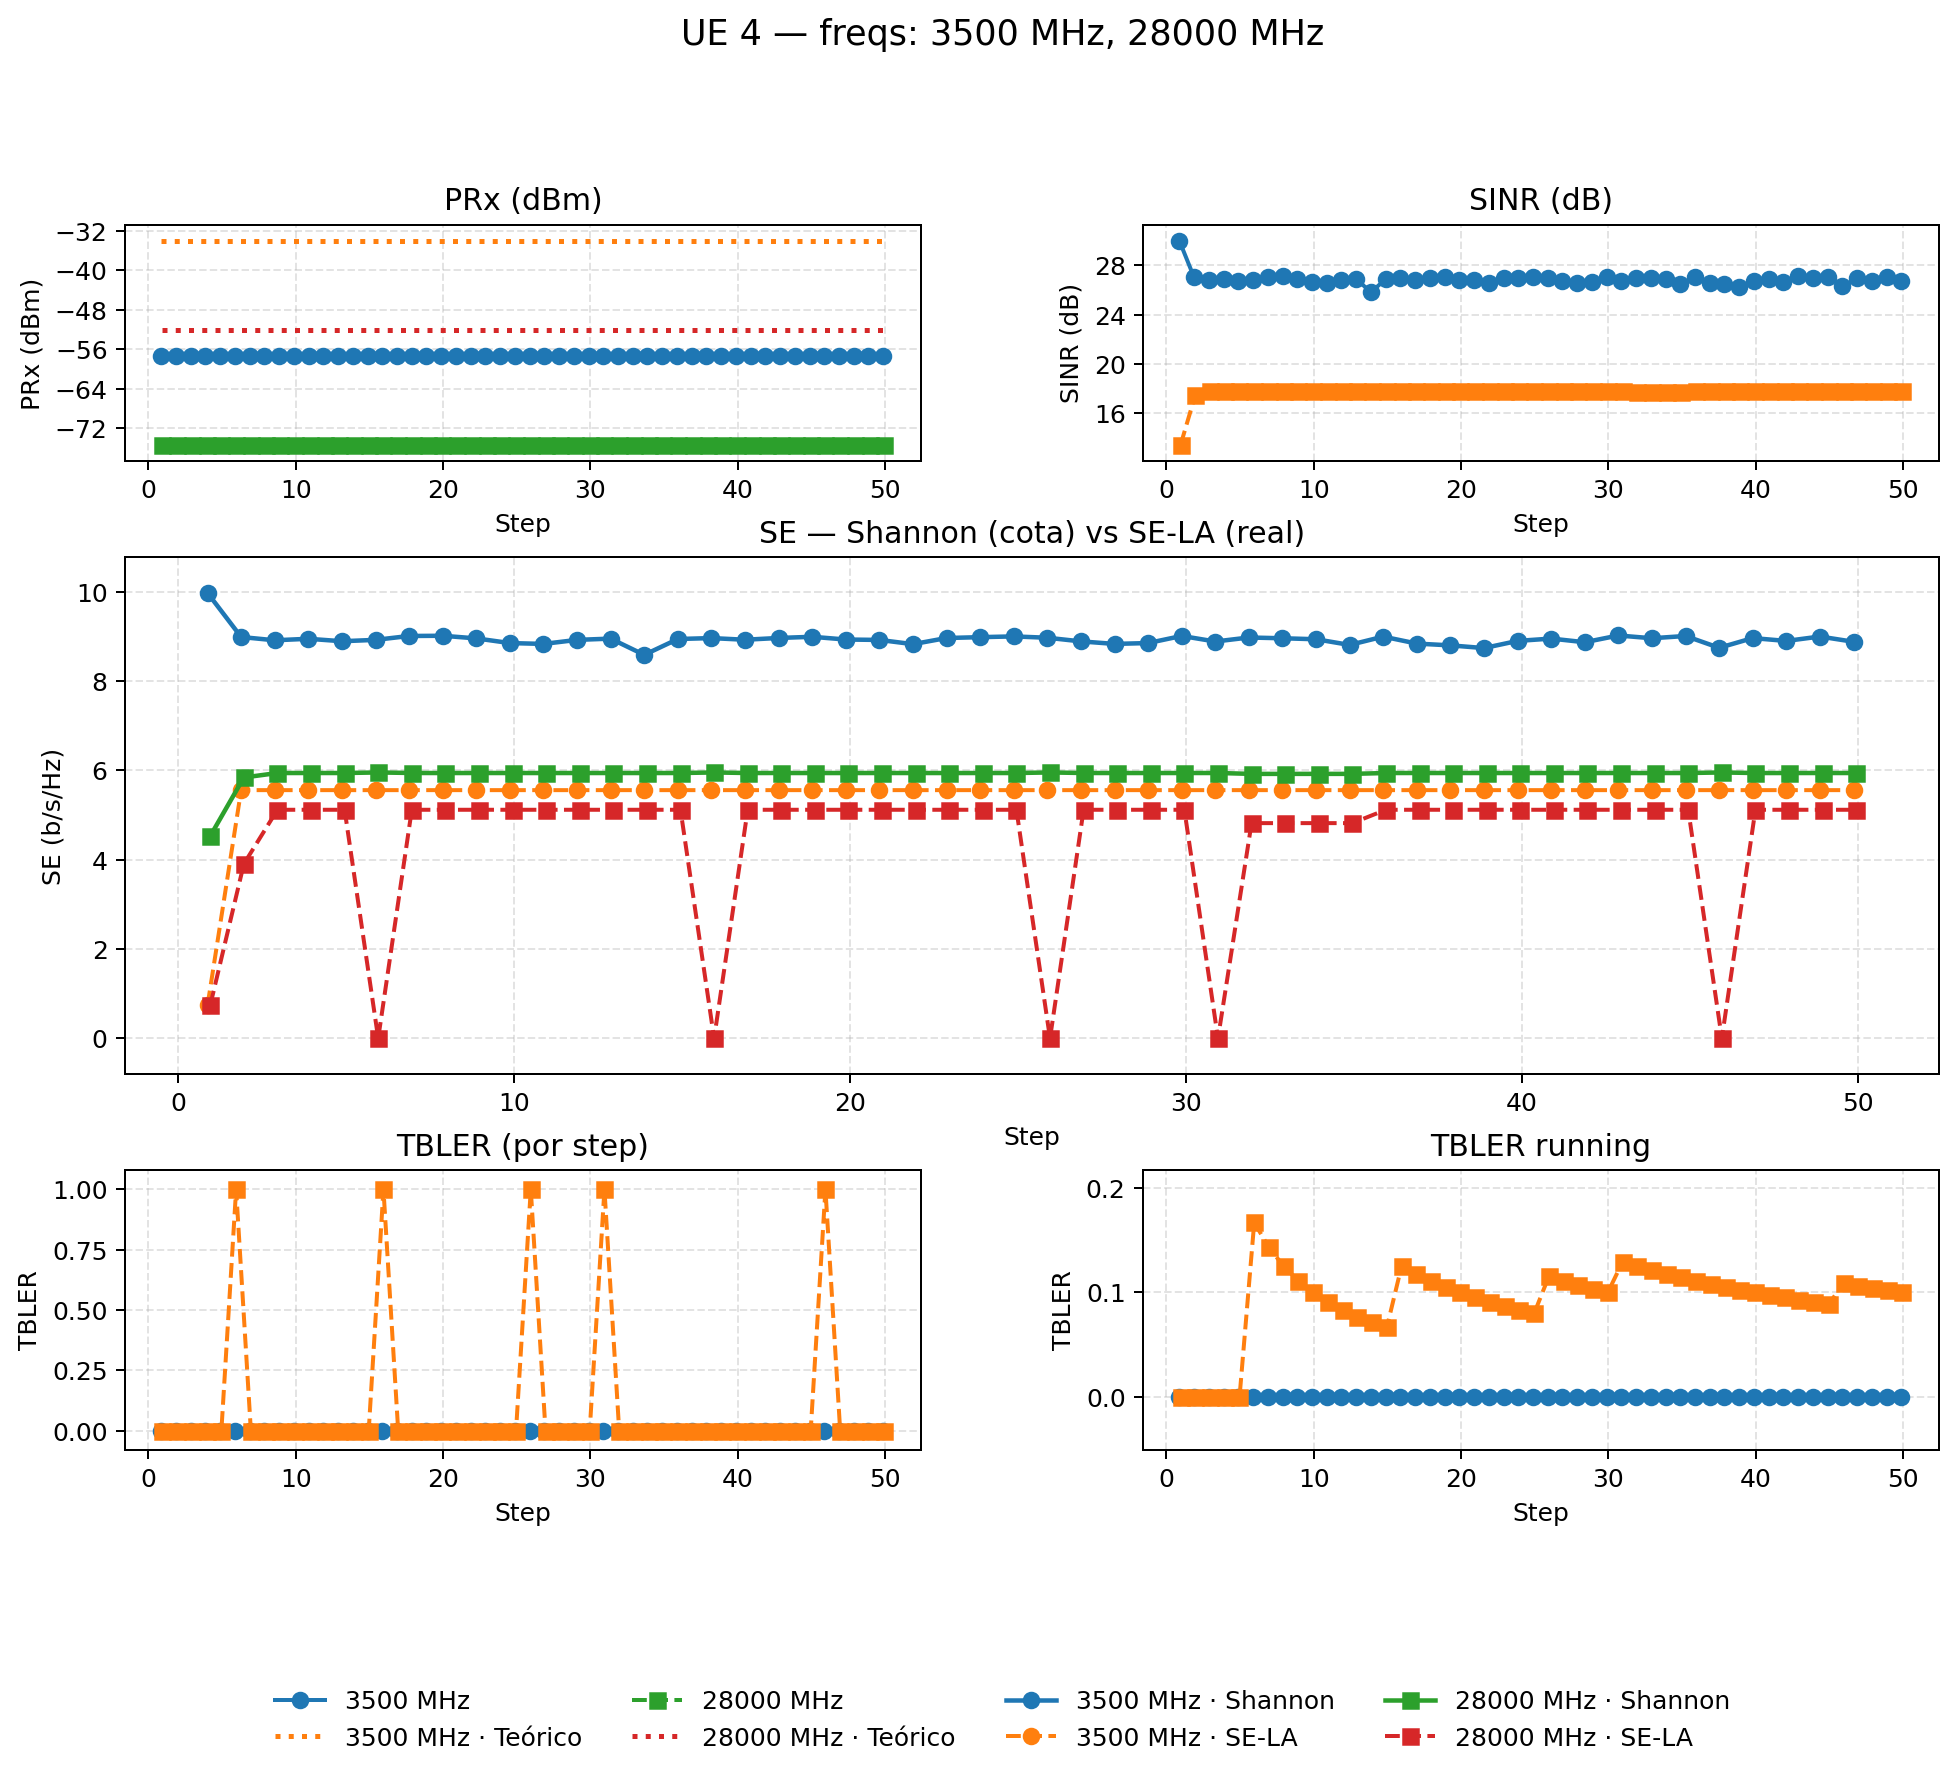 UE 4 — freqs: 3500 MHz, 28000 MHz
PRx (dBm)
PRx (dBm)
−32
−40
−48
−56
−64
−72
0 10 20 30 40 50
Step
SINR (dB)
SINR (dB)
28
24
20
16
0 10 20 30 40 50
Step
SE — Shannon (cota) vs SE-LA (real)
SE (b/s/Hz)
10
8
6
4
2
0
0 10 20 30 40 50
Step
TBLER (por step)
TBLER
1.00
0.75
0.50
0.25
0.00
0 10 20 30 40 50
Step
TBLER running
TBLER
0.2
0.1
0.0
0 10 20 30 40 50
Step
3500 MHz
3500 MHz · Teórico
28000 MHz
28000 MHz · Teórico
3500 MHz · Shannon
3500 MHz · SE-LA
28000 MHz · Shannon
28000 MHz · SE-LA